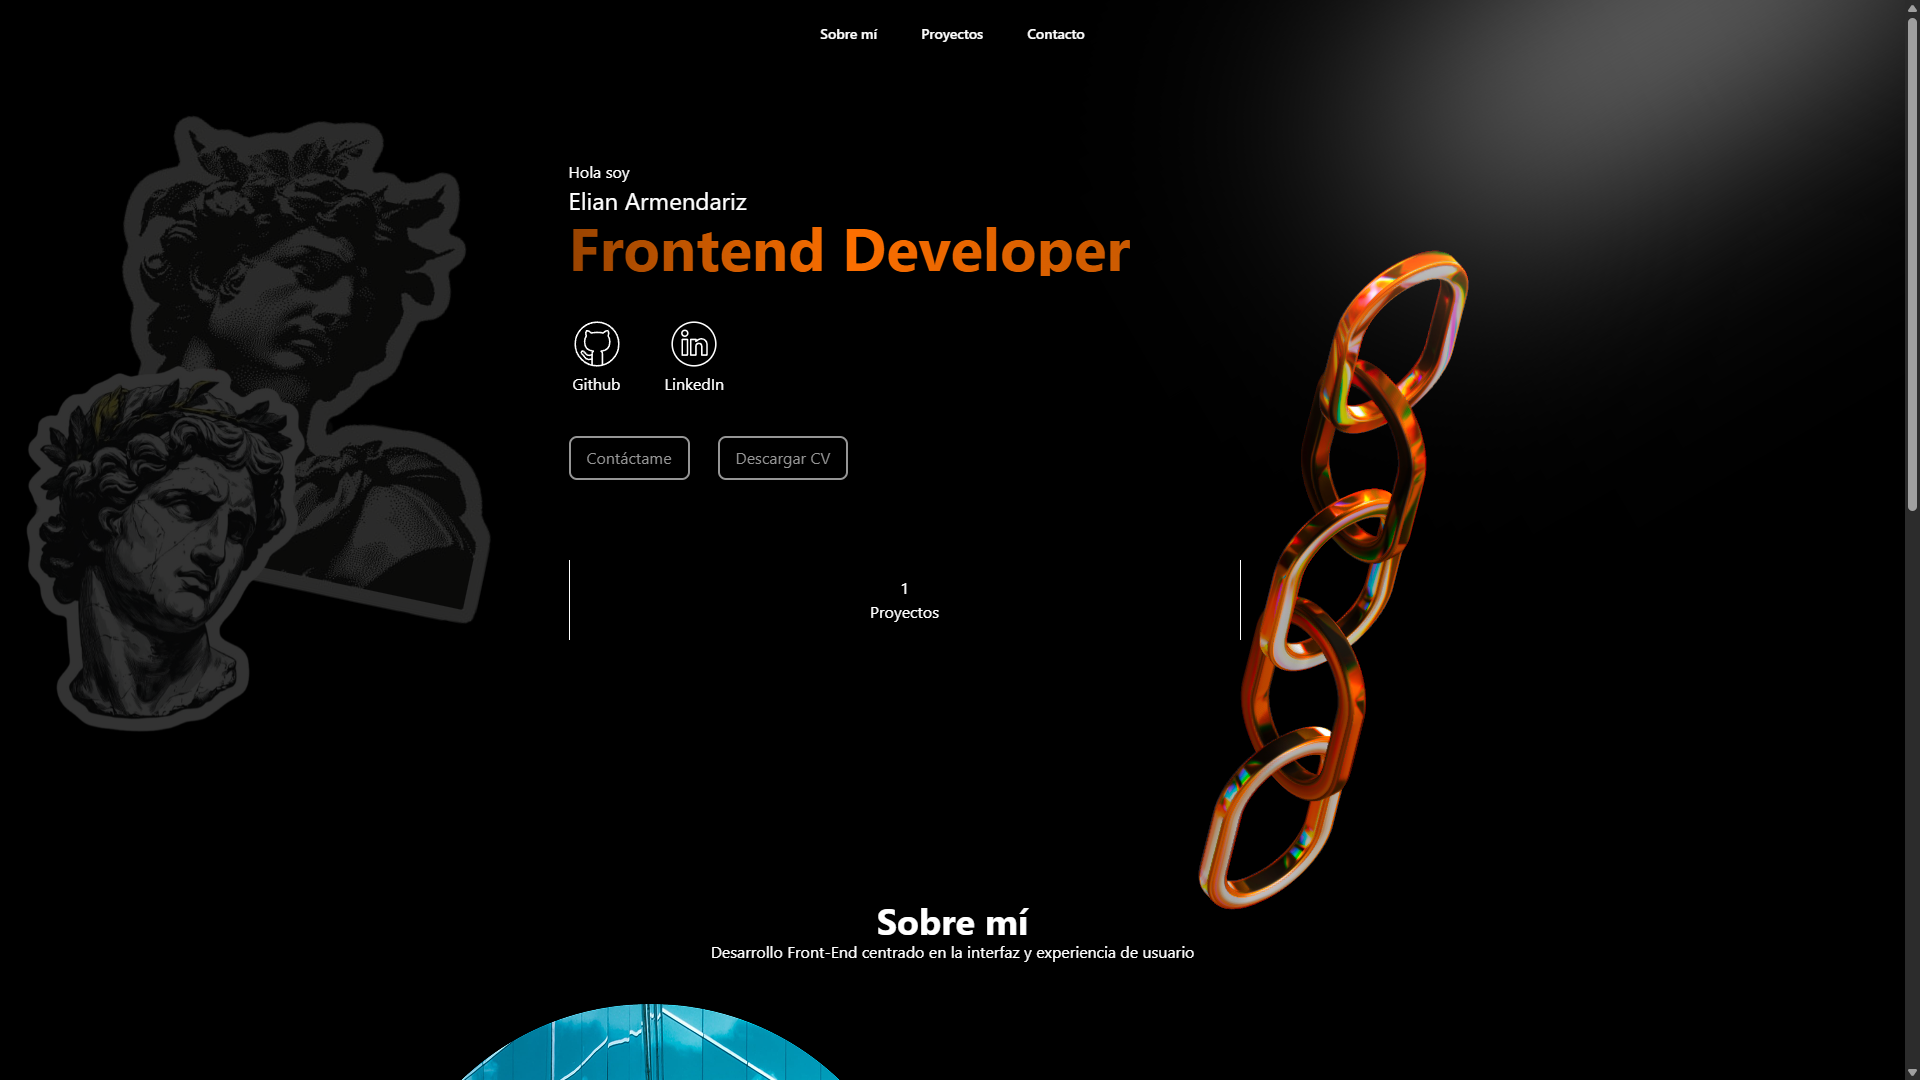 Sobre mí
Proyectos
Contacto
Hola soy
Elian Armendariz
Frontend Developer
Github
LinkedIn
Contáctame
Descargar CV
1
Proyectos
Sobre mí
Desarrollo Front-End centrado en la interfaz y experiencia de usuario